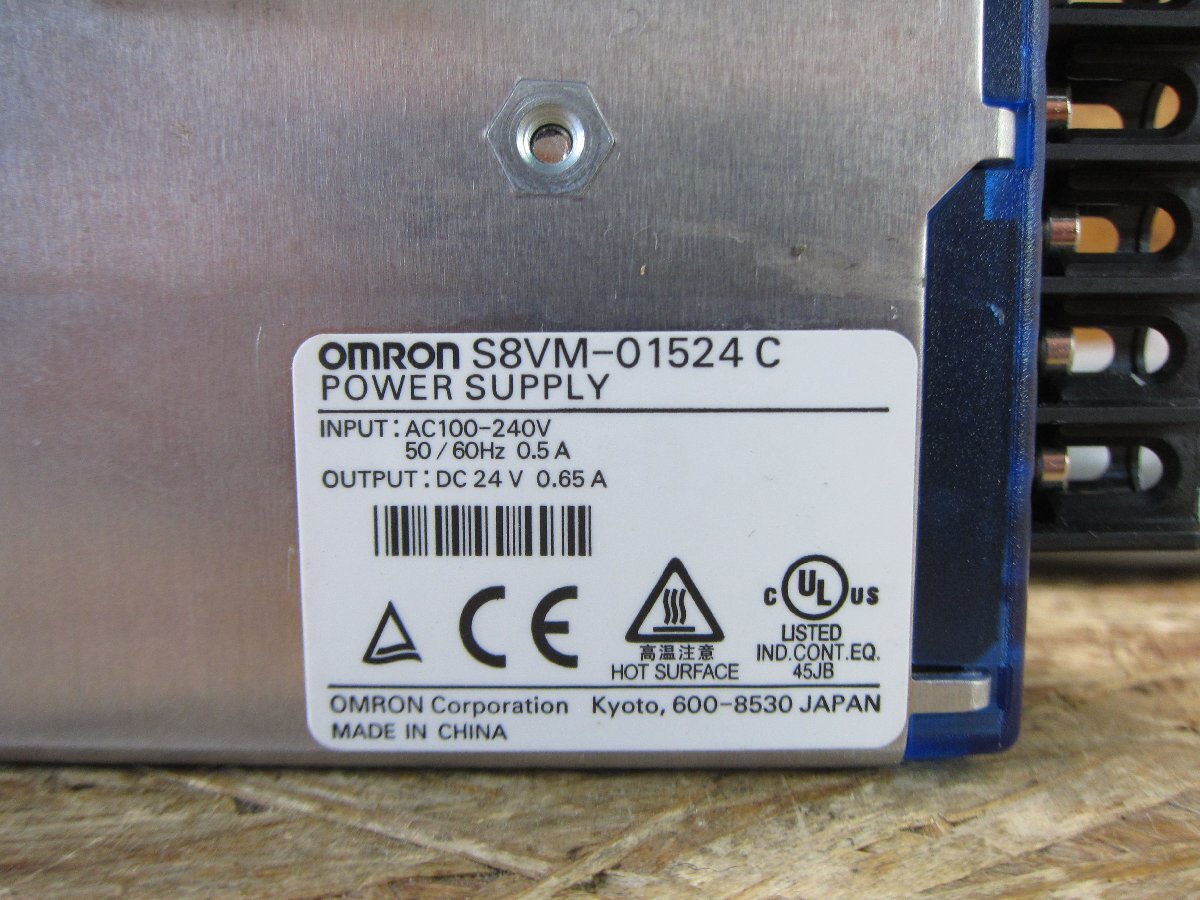 OMRON S8VM-01524 C
POWER SUPPLY
INPUT: AC100-240V
50/60Hz 0.5A
OUTPUT: DC 24 V 0.65 A
CE
C UL US
LISTED
IND.CONT.EQ.
45JB
高温注意
HOT SURFACE
OMRON Corporation Kyoto, 600-8530 JAPAN
MADE IN CHINA